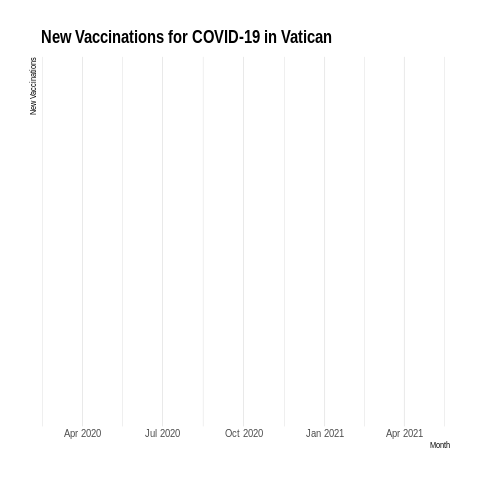 New Vaccinations for COVID-19 in Vatican
New Vaccinations
Apr 2020 Jul 2020 Oct 2020 Jan 2021 Apr 2021
Month